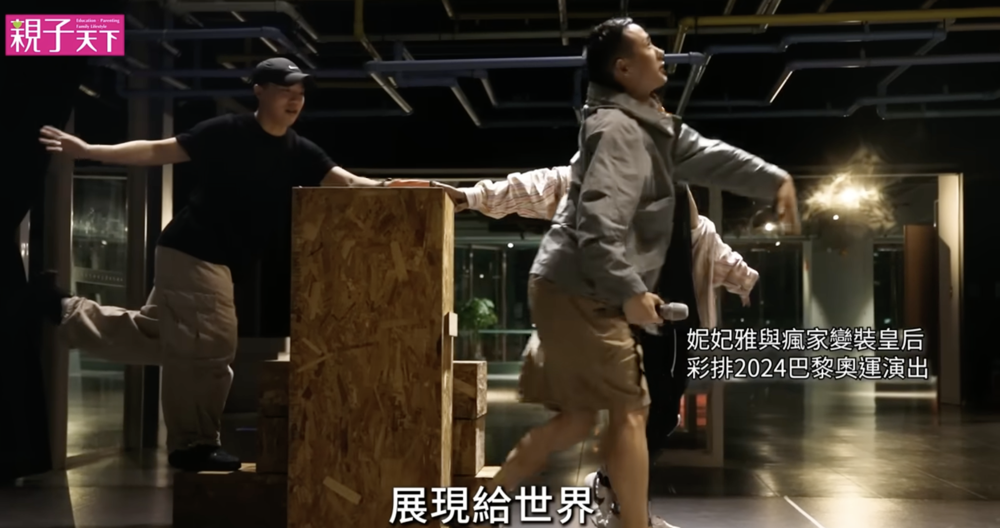 親子天下
Education · Parenting
Family Lifestyle
妮妃雅與瘋家變裝皇后
彩排2024巴黎奧運演出
展現給世界